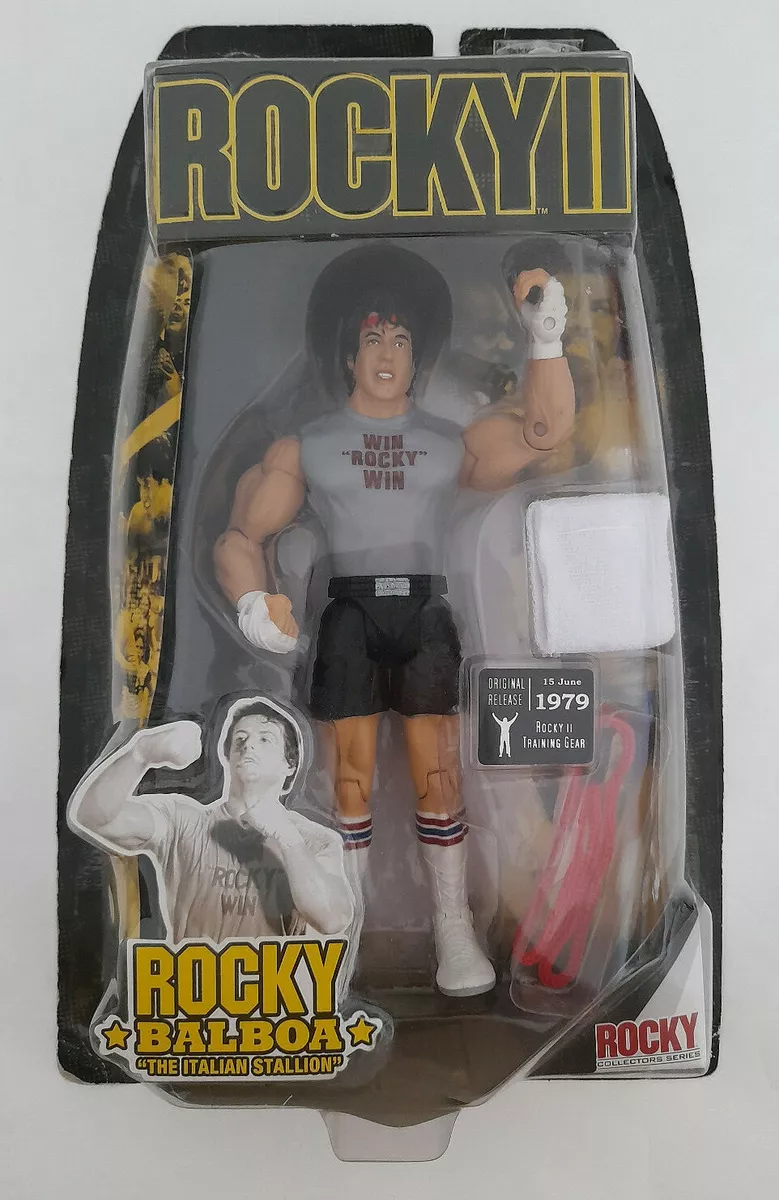 ROCKY II
TM
WIN
"ROCKY"
WIN
ORIGINAL
RELEASE
15 June
1979
ROCKY II
TRAINING GEAR
ROCKY
WIN
ROCKY
BALBOA
"THE ITALIAN STALLION"
ROCKY
COLLECTORS SERIES